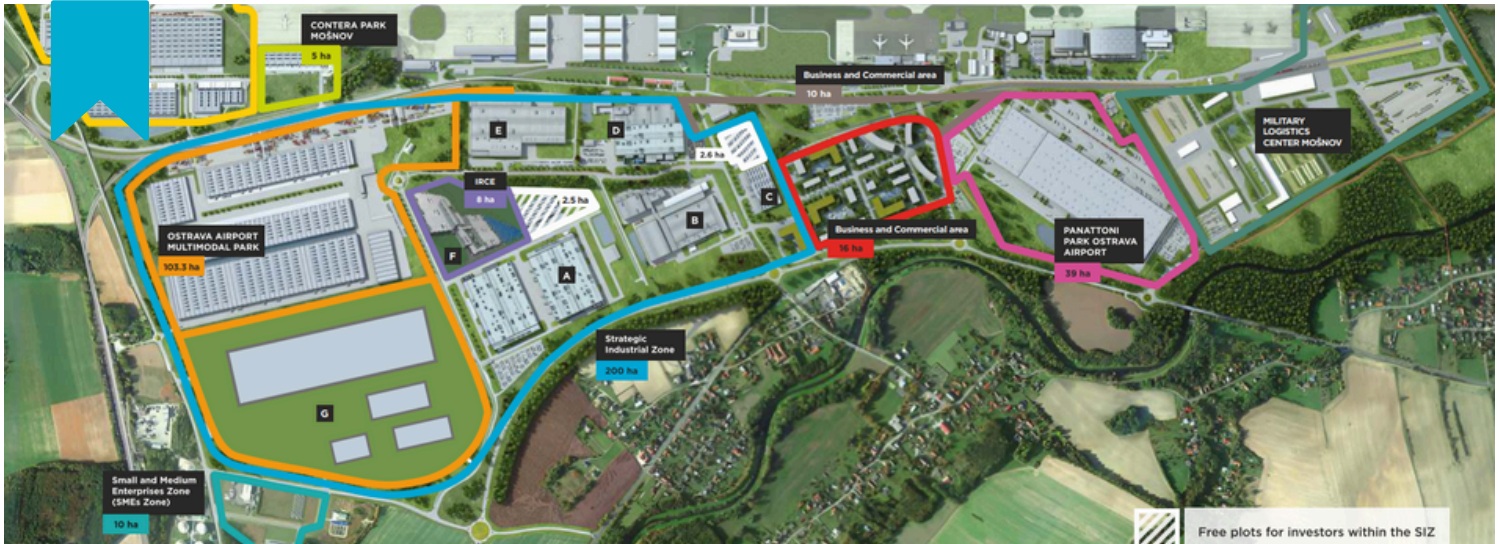 CONTERA PARK
MOŠNOV
5 ha
Business and Commercial area
10 ha
E
D
MILITARY
LOGISTICS
CENTER MOŠNOV
2.6 ha
IRCE
8 ha
2.5 ha
C
B
OSTRAVA AIRPORT
MULTIMODAL PARK
103.3 ha
F
A
Business and Commercial area
16 ha
PANATTONI
PARK OSTRAVA
AIRPORT
39 ha
Strategic
Industrial Zone
200 ha
G
Small and Medium
Enterprises Zone
(SMEs Zone)
10 ha
Free plots for investors within the SIZ